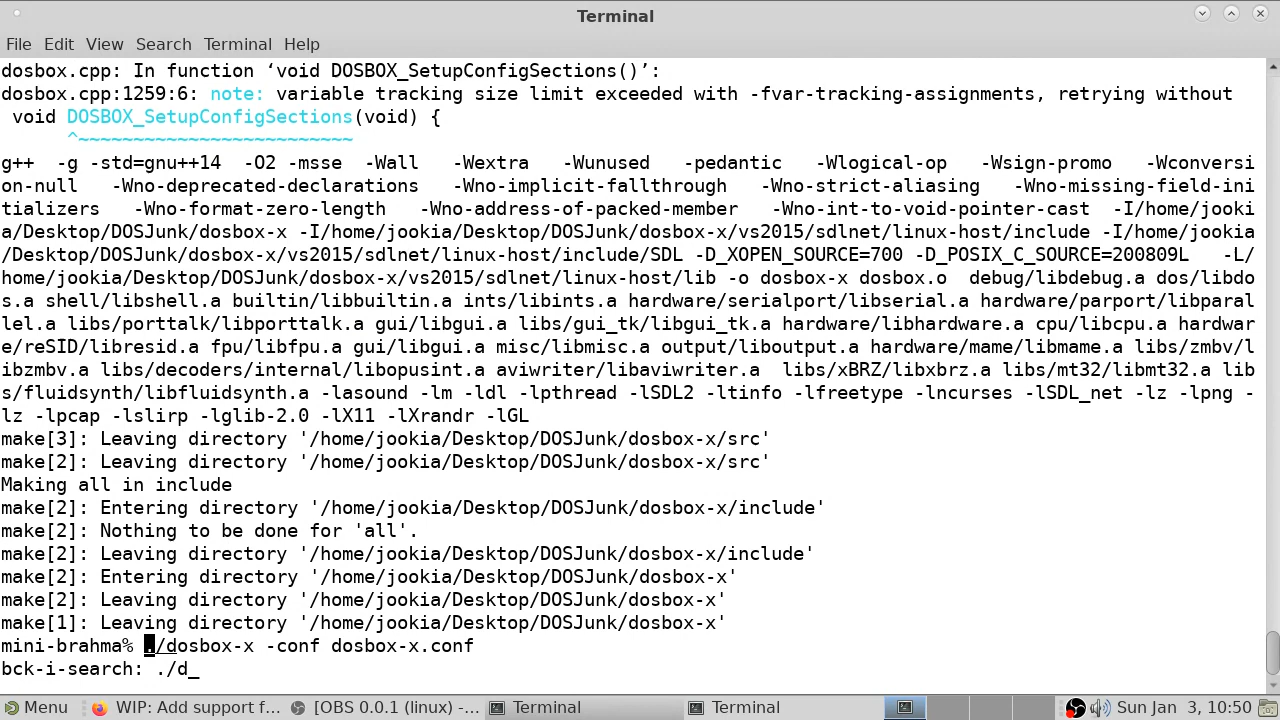 Terminal
File Edit View Search Terminal Help
dosbox.cpp: In function ‘void DOSBOX_SetupConfigSections()’:
dosbox.cpp:1259:6: note: variable tracking size limit exceeded with -fvar-tracking-assignments, retrying without
 void DOSBOX_SetupConfigSections(void) {
      ^~~~~~~~~~~~~~~~~~~~~~~~~~
g++  -g -std=gnu++14  -O2 -msse  -Wall   -Wextra   -Wunused   -pedantic   -Wlogical-op   -Wsign-promo   -Wconversi
on-null   -Wno-deprecated-declarations   -Wno-implicit-fallthrough   -Wno-strict-aliasing   -Wno-missing-field-ini
tializers   -Wno-format-zero-length   -Wno-address-of-packed-member   -Wno-int-to-void-pointer-cast  -I/home/jooki
a/Desktop/DOSJunk/dosbox-x -I/home/jookia/Desktop/DOSJunk/dosbox-x/vs2015/sdlnet/linux-host/include -I/home/jookia
/Desktop/DOSJunk/dosbox-x/vs2015/sdlnet/linux-host/include/SDL -D_XOPEN_SOURCE=700 -D_POSIX_C_SOURCE=200809L   -L/
home/jookia/Desktop/DOSJunk/dosbox-x/vs2015/sdlnet/linux-host/lib -o dosbox-x dosbox.o  debug/libdebug.a dos/libdo
s.a shell/libshell.a builtin/libbuiltin.a ints/libints.a hardware/serialport/libserial.a hardware/parport/libparal
lel.a libs/porttalk/libporttalk.a gui/libgui.a libs/gui_tk/libgui_tk.a hardware/libhardware.a cpu/libcpu.a hardwar
e/reSID/libresid.a fpu/libfpu.a gui/libgui.a misc/libmisc.a output/liboutput.a hardware/mame/libmame.a libs/zmbv/l
ibzmbv.a libs/decoders/internal/libopusint.a aviwriter/libaviwriter.a  libs/xBRZ/libxbrz.a libs/mt32/libmt32.a lib
s/fluidsynth/libfluidsynth.a -lasound -lm -ldl -lpthread -lSDL2 -ltinfo -lfreetype -lncurses -lSDL_net -lz -lpng -
lz -lpcap -lslirp -lglib-2.0 -lX11 -lXrandr -lGL
make[3]: Leaving directory '/home/jookia/Desktop/DOSJunk/dosbox-x/src'
make[2]: Leaving directory '/home/jookia/Desktop/DOSJunk/dosbox-x/src'
Making all in include
make[2]: Entering directory '/home/jookia/Desktop/DOSJunk/dosbox-x/include'
make[2]: Nothing to be done for 'all'.
make[2]: Leaving directory '/home/jookia/Desktop/DOSJunk/dosbox-x/include'
make[2]: Entering directory '/home/jookia/Desktop/DOSJunk/dosbox-x'
make[2]: Leaving directory '/home/jookia/Desktop/DOSJunk/dosbox-x'
make[1]: Leaving directory '/home/jookia/Desktop/DOSJunk/dosbox-x'
mini-brahma% ./dosbox-x -conf dosbox-x.conf
bck-i-search: ./d_
Menu WIP: Add support f... [OBS 0.0.1 (linux) -... Terminal Terminal Sun Jan  3, 10:50